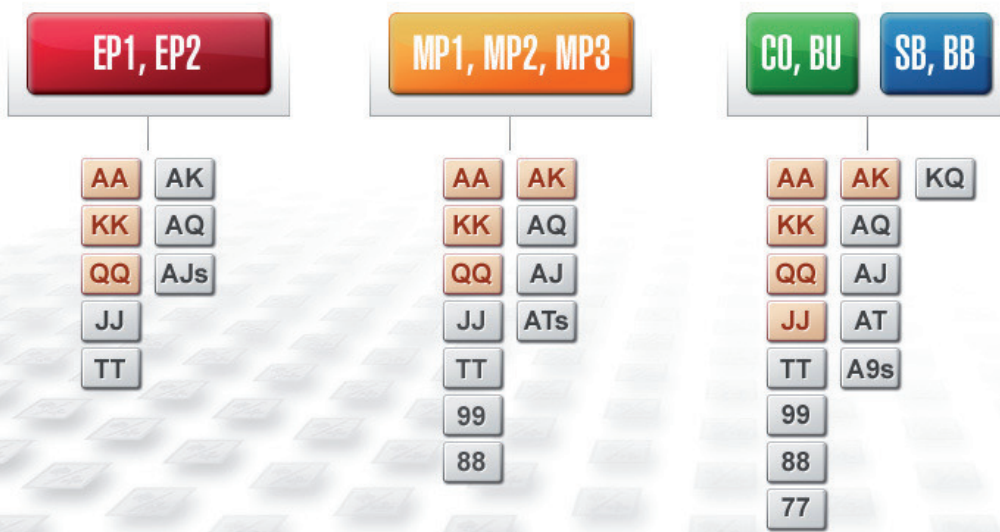 EP1, EP2
MP1, MP2, MP3
CO, BU
SB, BB
AA AK
KK AQ
QQ AJs
JJ
TT
AA AK
KK AQ
QQ AJ
JJ ATs
TT
99
88
AA AK KQ
KK AQ
QQ AJ
JJ AT
TT A9s
99
88
77